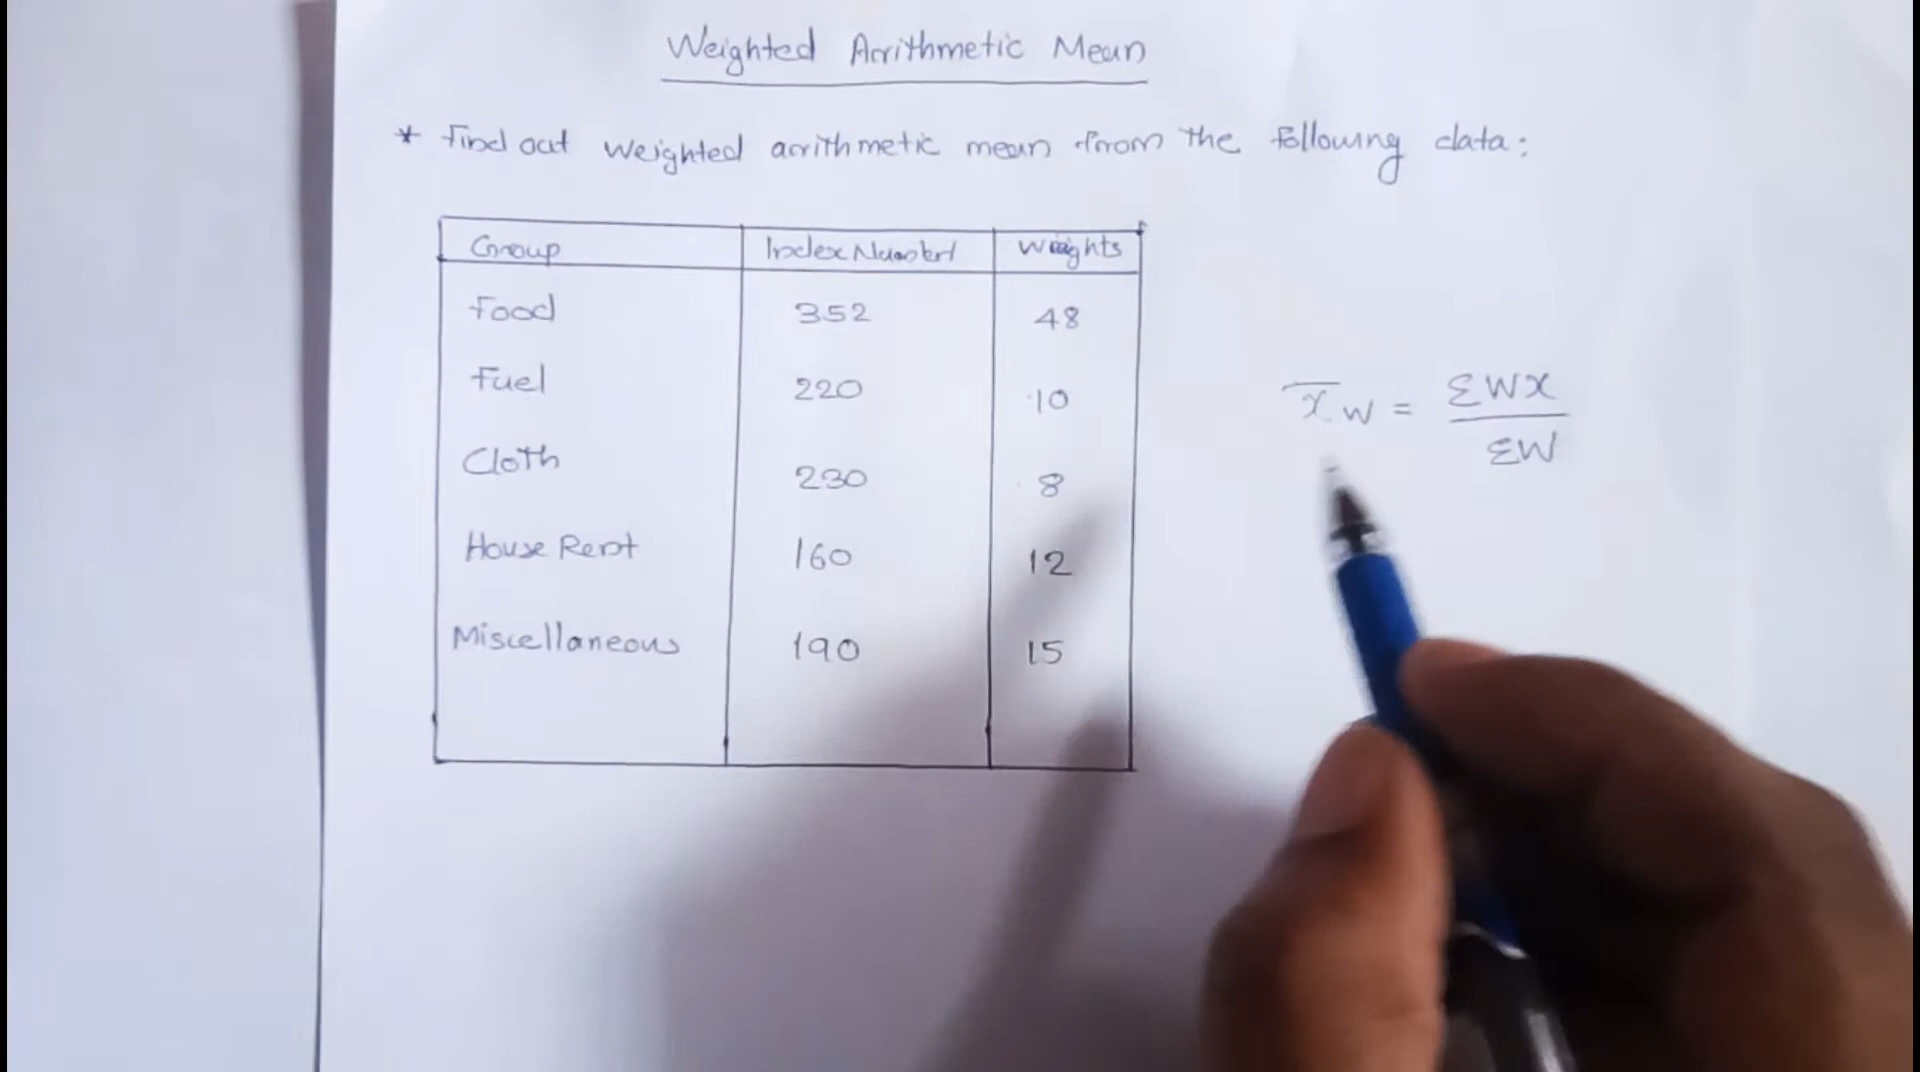 Weighted Arithmetic Mean
* Find out weighted arithmetic mean from the following data:
Group Index Number Weights
Food 352 48
Fuel 220 10
Cloth 230 8
House Rent 160 12
Miscellaneous 190 15
x̄w = ΣWX / ΣW